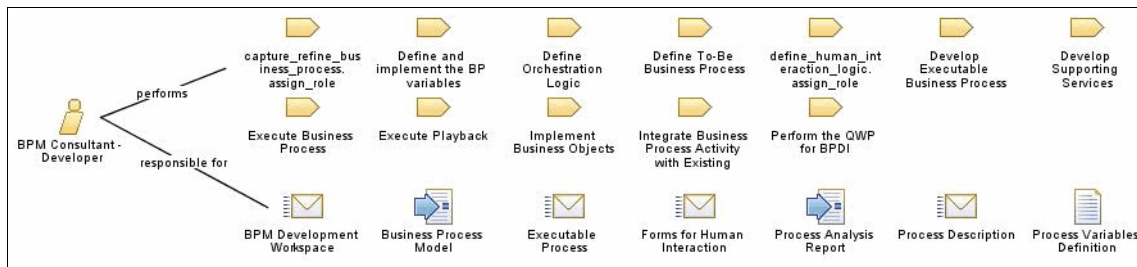 capture_refine_bus
iness_process.
assign_role
Define and
implement the BP
variables
Define
Orchestration
Logic
Define To-Be
Business Process
define_human_int
eraction_logic.
assign_role
Develop
Executable
Business Process
Develop
Supporting
Services
performs
BPM Consultant -
Developer
responsible for
Execute Business
Process
Execute Playback
Implement
Business Objects
Integrate Business
Process Activity
with Existing
Perform the QWP
for BPDI
BPM Development
Workspace
Business Process
Model
Executable
Process
Forms for Human
Interaction
Process Analysis
Report
Process Description
Process Variables
Definition